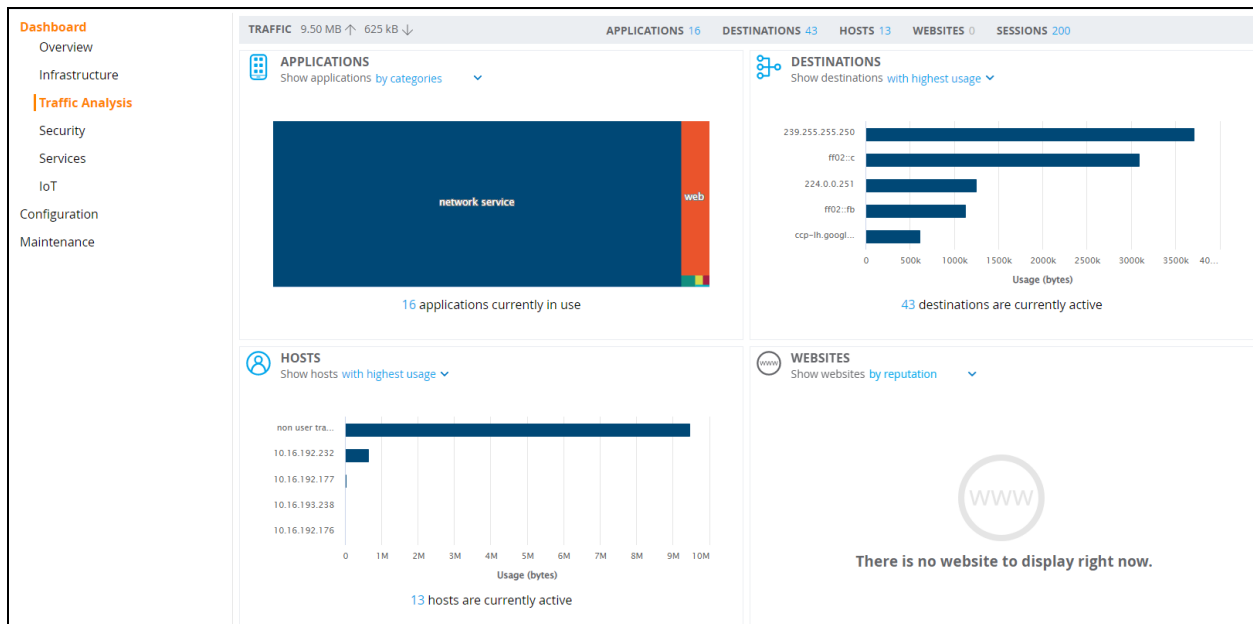 Dashboard
Overview
Infrastructure
Traffic Analysis
Security
Services
IoT
Configuration
Maintenance
TRAFFIC 9.50 MB ↑ 625 kB ↓ APPLICATIONS 16 DESTINATIONS 43 HOSTS 13 WEBSITES 0 SESSIONS 200
APPLICATIONS
Show applications by categories
network service
web
16 applications currently in use
DESTINATIONS
Show destinations with highest usage
239.255.255.250
ff02::c
224.0.0.251
ff02::fb
ccp-lh.googl...
0 500k 1000k 1500k 2000k 2500k 3000k 3500k 40...
Usage (bytes)
43 destinations are currently active
HOSTS
Show hosts with highest usage
non user tra...
10.16.192.232
10.16.192.177
10.16.193.238
10.16.192.176
0 1M 2M 3M 4M 5M 6M 7M 8M 9M 10M
Usage (bytes)
13 hosts are currently active
www
WEBSITES
Show websites by reputation
WWW
There is no website to display right now.